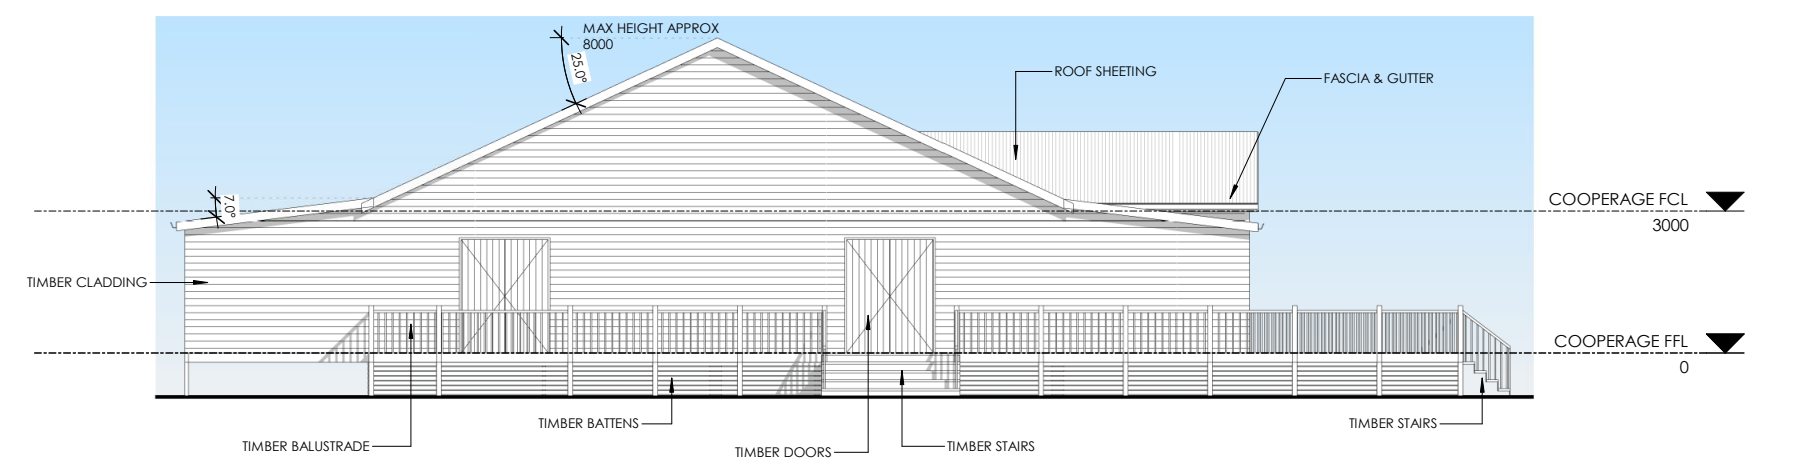 MAX HEIGHT APPROX
8000
25.0°
ROOF SHEETING
FASCIA & GUTTER
7.0°
COOPERAGE FCL
3000
TIMBER CLADDING
COOPERAGE FFL
0
TIMBER BATTENS
TIMBER STAIRS
TIMBER BALUSTRADE
TIMBER DOORS
TIMBER STAIRS